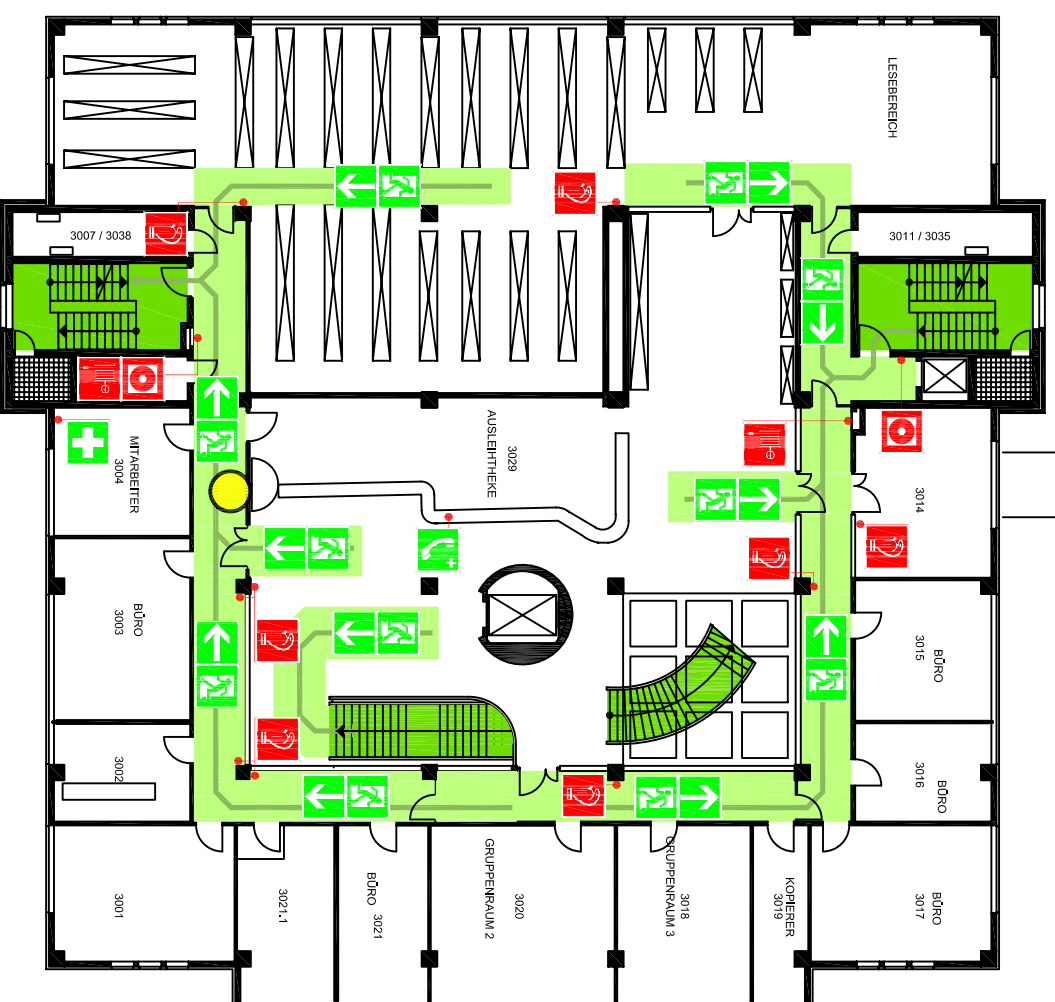 LESEBEREICH
3007 / 3038
3011 / 3035
MITARBEITER
3004
AUSLEIHTHEKE
3029
3014
BÜRO
3003
BÜRO
3015
3002
BÜRO
3016
3001
3021.1
BÜRO
3021
GRUPPENRAUM 2
3020
GRUPPENRAUM 3
3018
KOPIERER
3019
BÜRO
3017